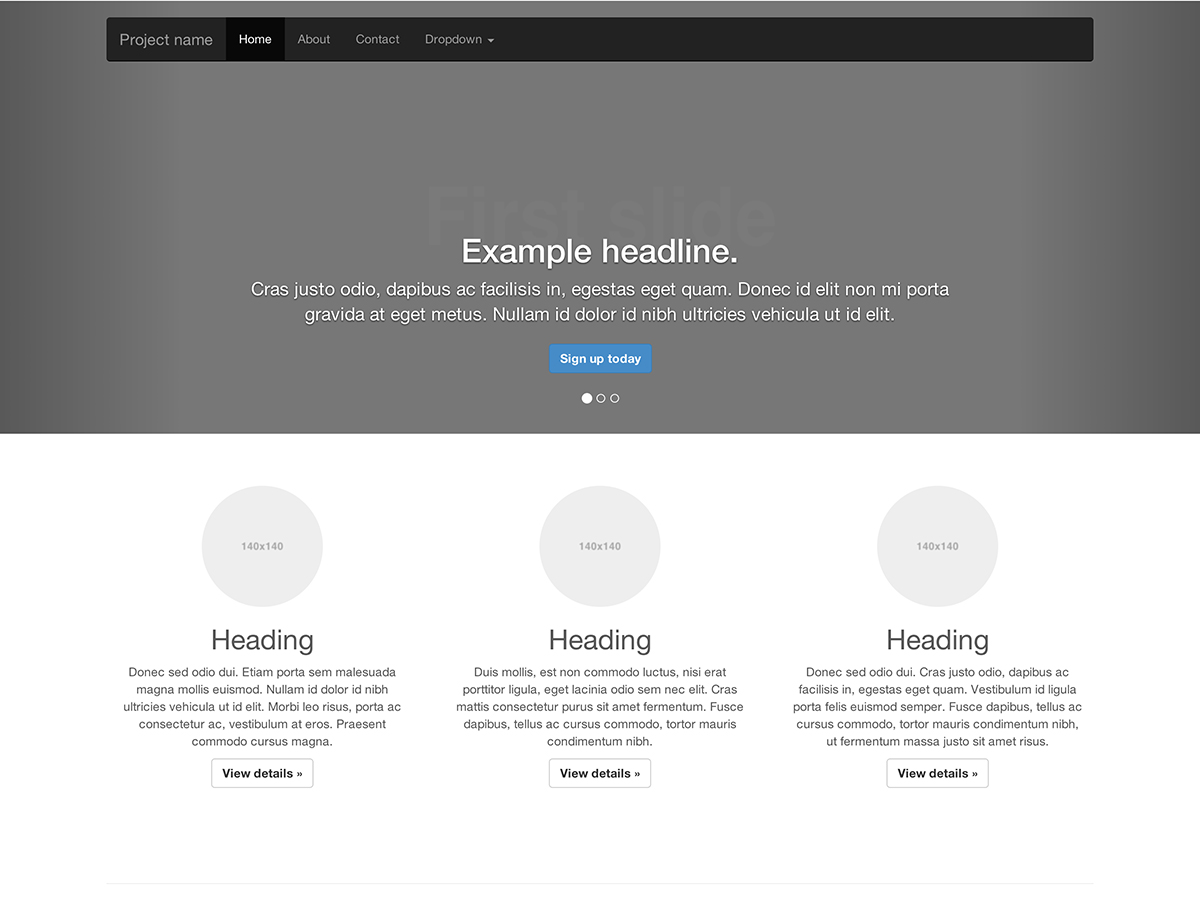 Project name Home About Contact Dropdown
First slide
Example headline.
Cras justo odio, dapibus ac facilisis in, egestas eget quam. Donec id elit non mi porta
gravida at eget metus. Nullam id dolor id nibh ultricies vehicula ut id elit.
Sign up today
140x140
Heading
Donec sed odio dui. Etiam porta sem malesuada
magna mollis euismod. Nullam id dolor id nibh
ultricies vehicula ut id elit. Morbi leo risus, porta ac
consectetur ac, vestibulum at eros. Praesent
commodo cursus magna.
View details »
140x140
Heading
Duis mollis, est non commodo luctus, nisi erat
porttitor ligula, eget lacinia odio sem nec elit. Cras
mattis consectetur purus sit amet fermentum. Fusce
dapibus, tellus ac cursus commodo, tortor mauris
condimentum nibh.
View details »
140x140
Heading
Donec sed odio dui. Cras justo odio, dapibus ac
facilisis in, egestas eget quam. Vestibulum id ligula
porta felis euismod semper. Fusce dapibus, tellus ac
cursus commodo, tortor mauris condimentum nibh,
ut fermentum massa justo sit amet risus.
View details »